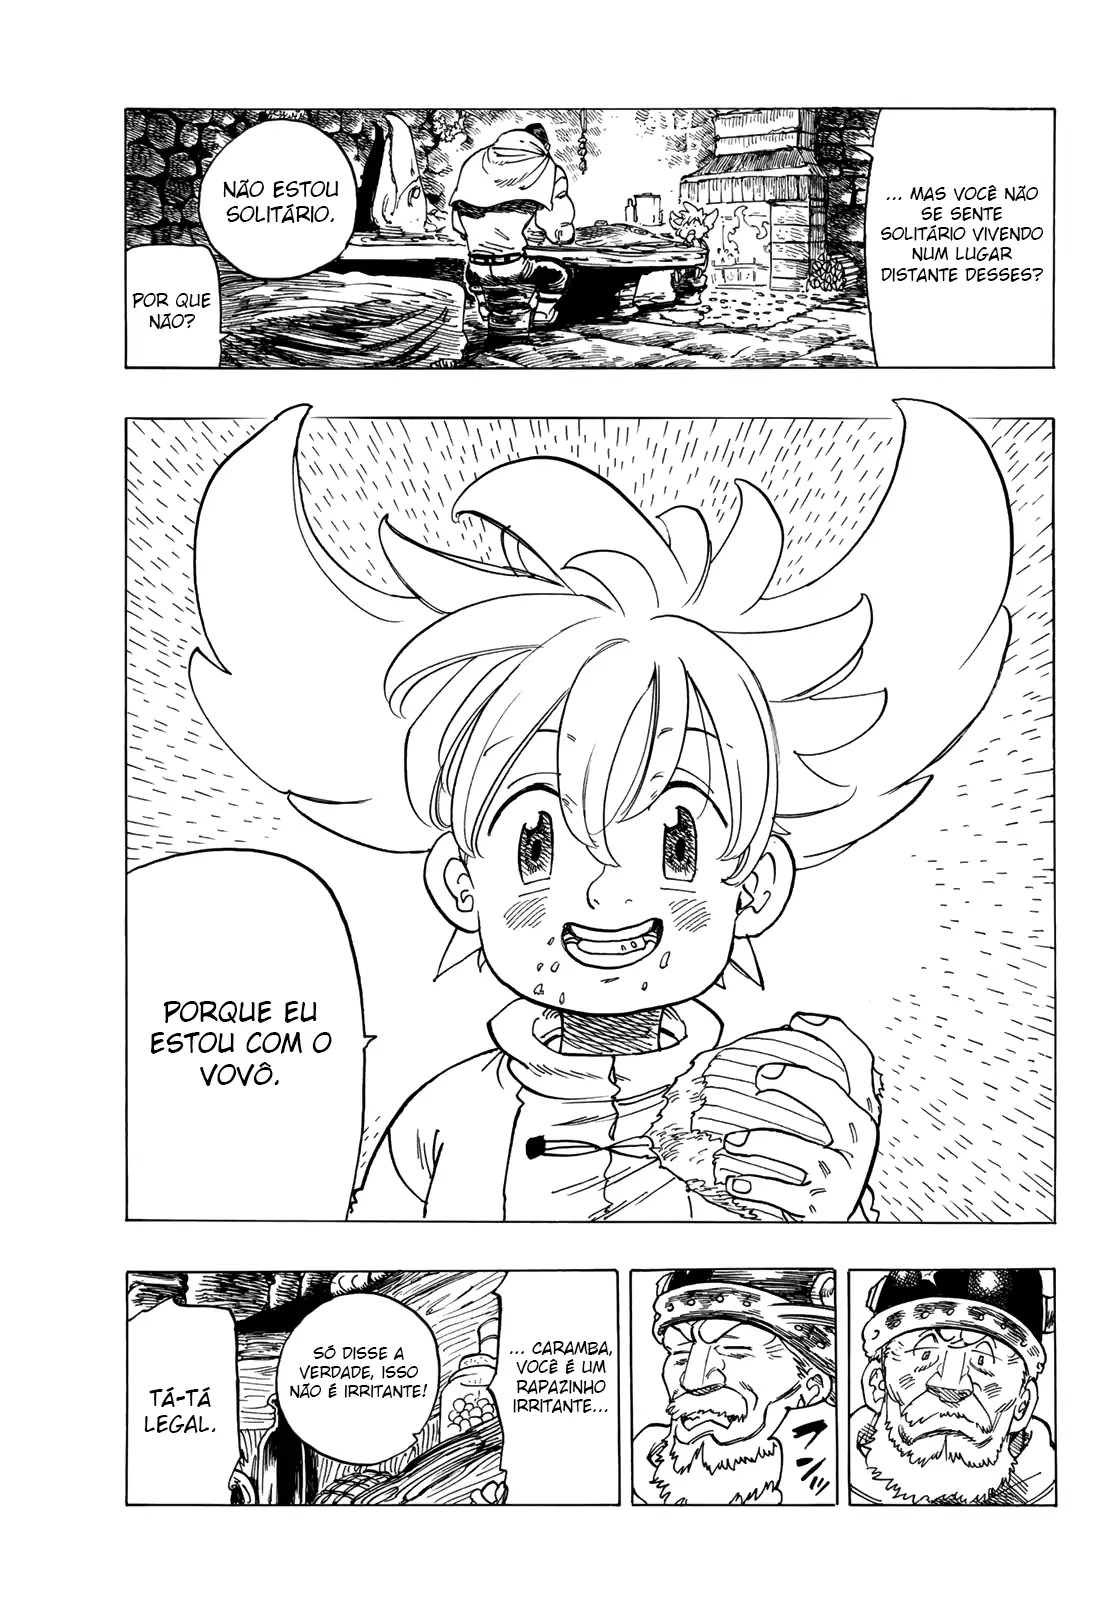 ... MAS VOCÊ NÃO
SE SENTE
SOLITÁRIO VIVENDO
NUM LUGAR
DISTANTE DESSES?
NÃO ESTOU
SOLITÁRIO.
POR QUE
NÃO?
PORQUE EU
ESTOU COM O
VOVÔ.
... CARAMBA,
VOCÊ É UM
RAPAZINHO
IRRITANTE...
SÓ DISSE A
VERDADE, ISSO
NÃO É IRRITANTE!
TÁ-TÁ
LEGAL.